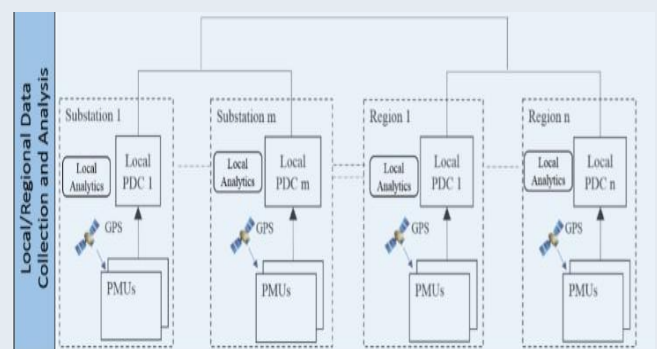 Local/Regional Data
Collection and Analysis
Substation 1
Local
Analytics
Local
PDC 1
GPS
PMUs
Substation m
Local
Analytics
Local
PDC m
GPS
PMUs
Region 1
Local
Analytics
Local
PDC 1
GPS
PMUs
Region n
Local
Analytics
Local
PDC n
GPS
PMUs